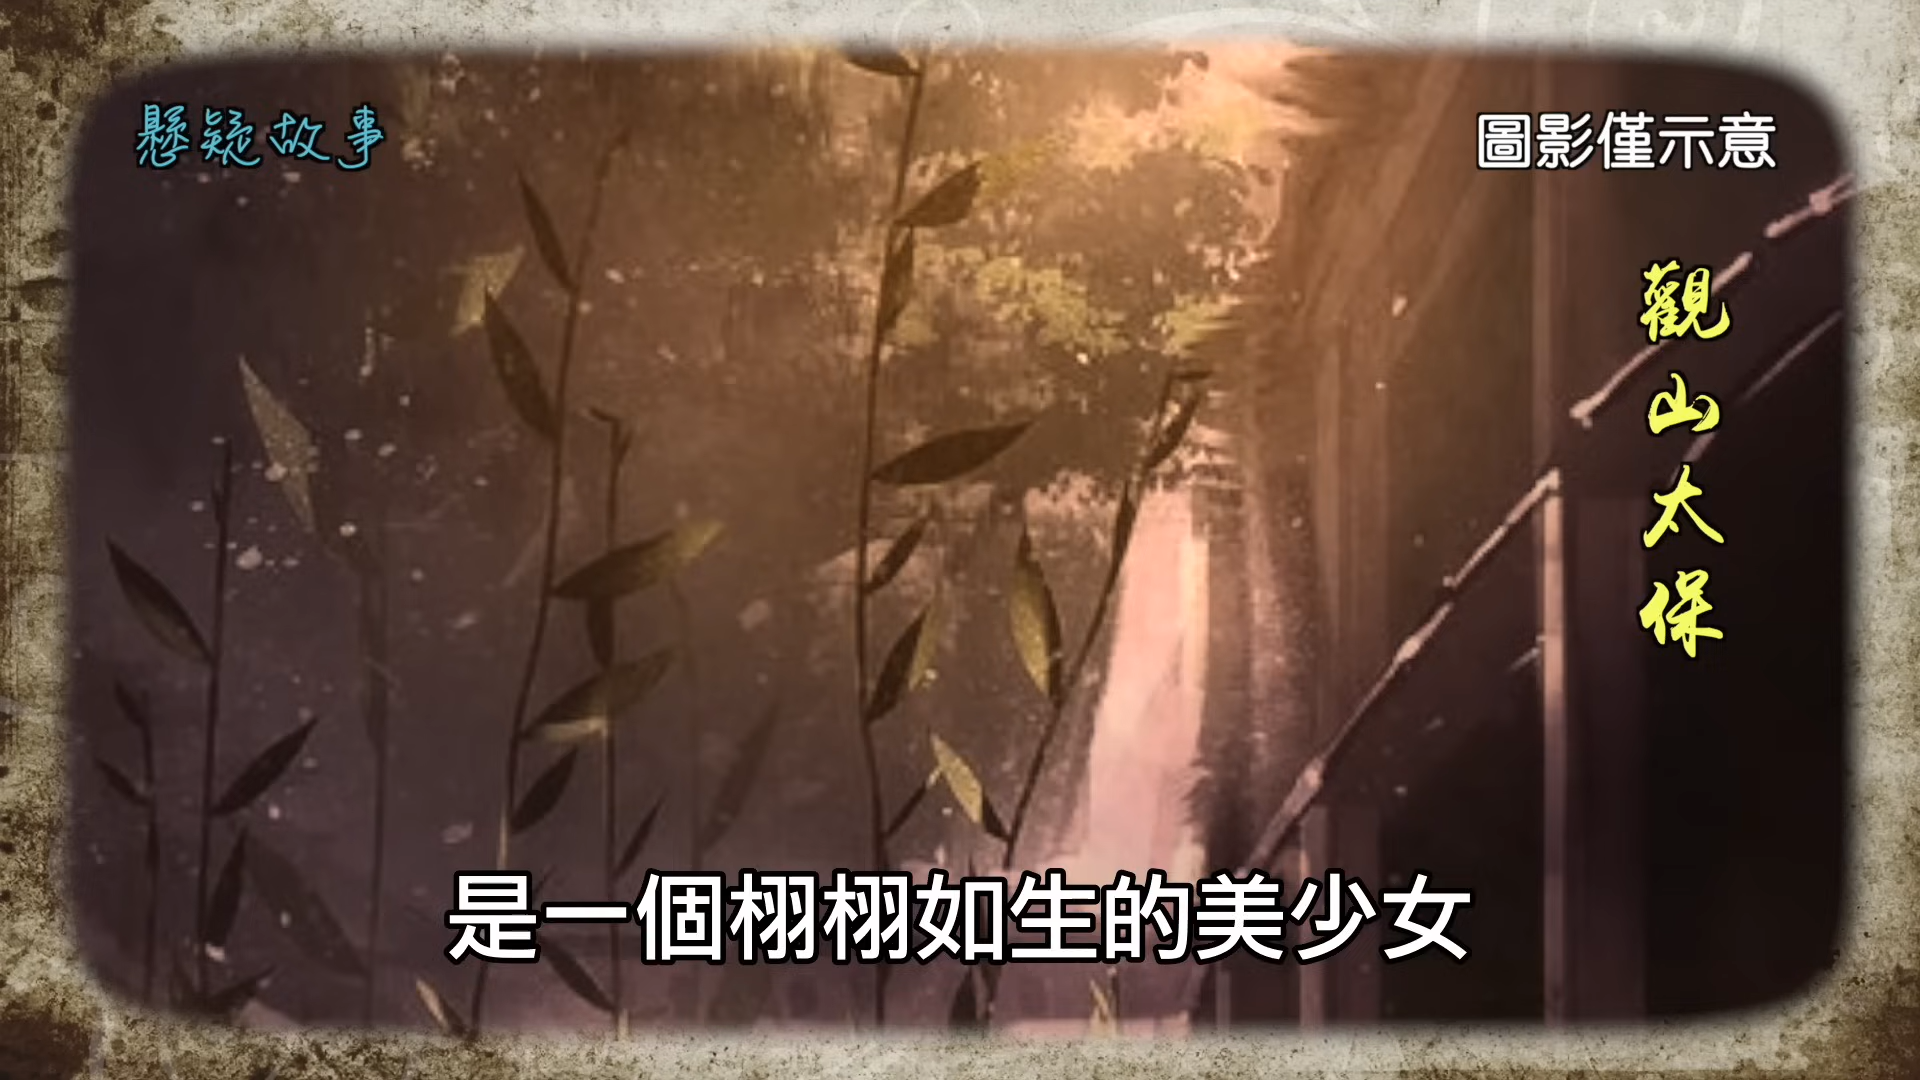 懸疑故事
圖影僅示意
觀山太保
是一個栩栩如生的美少女